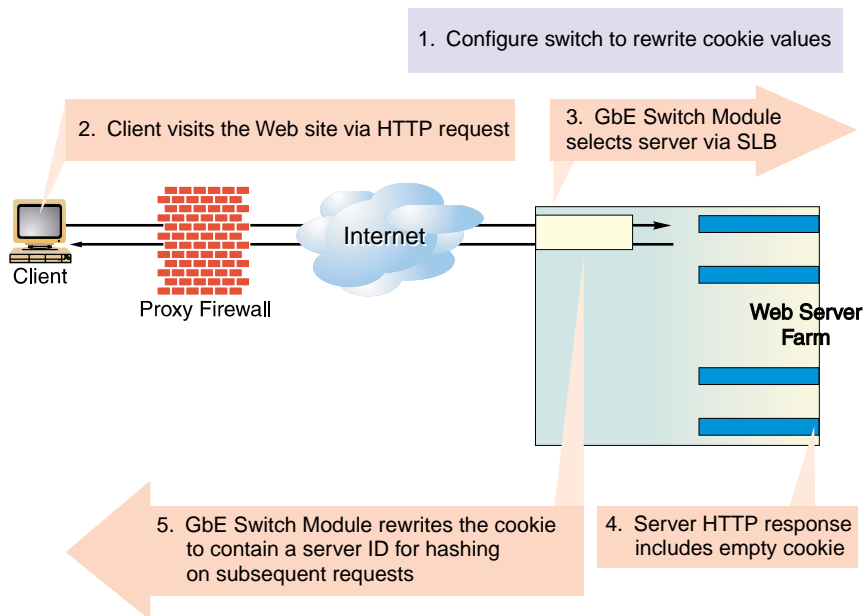 1. Configure switch to rewrite cookie values
2. Client visits the Web site via HTTP request
3. GbE Switch Module
selects server via SLB
Internet
Client
Proxy Firewall
Web Server
Farm
5. GbE Switch Module rewrites the cookie
to contain a server ID for hashing
on subsequent requests
4. Server HTTP response
includes empty cookie